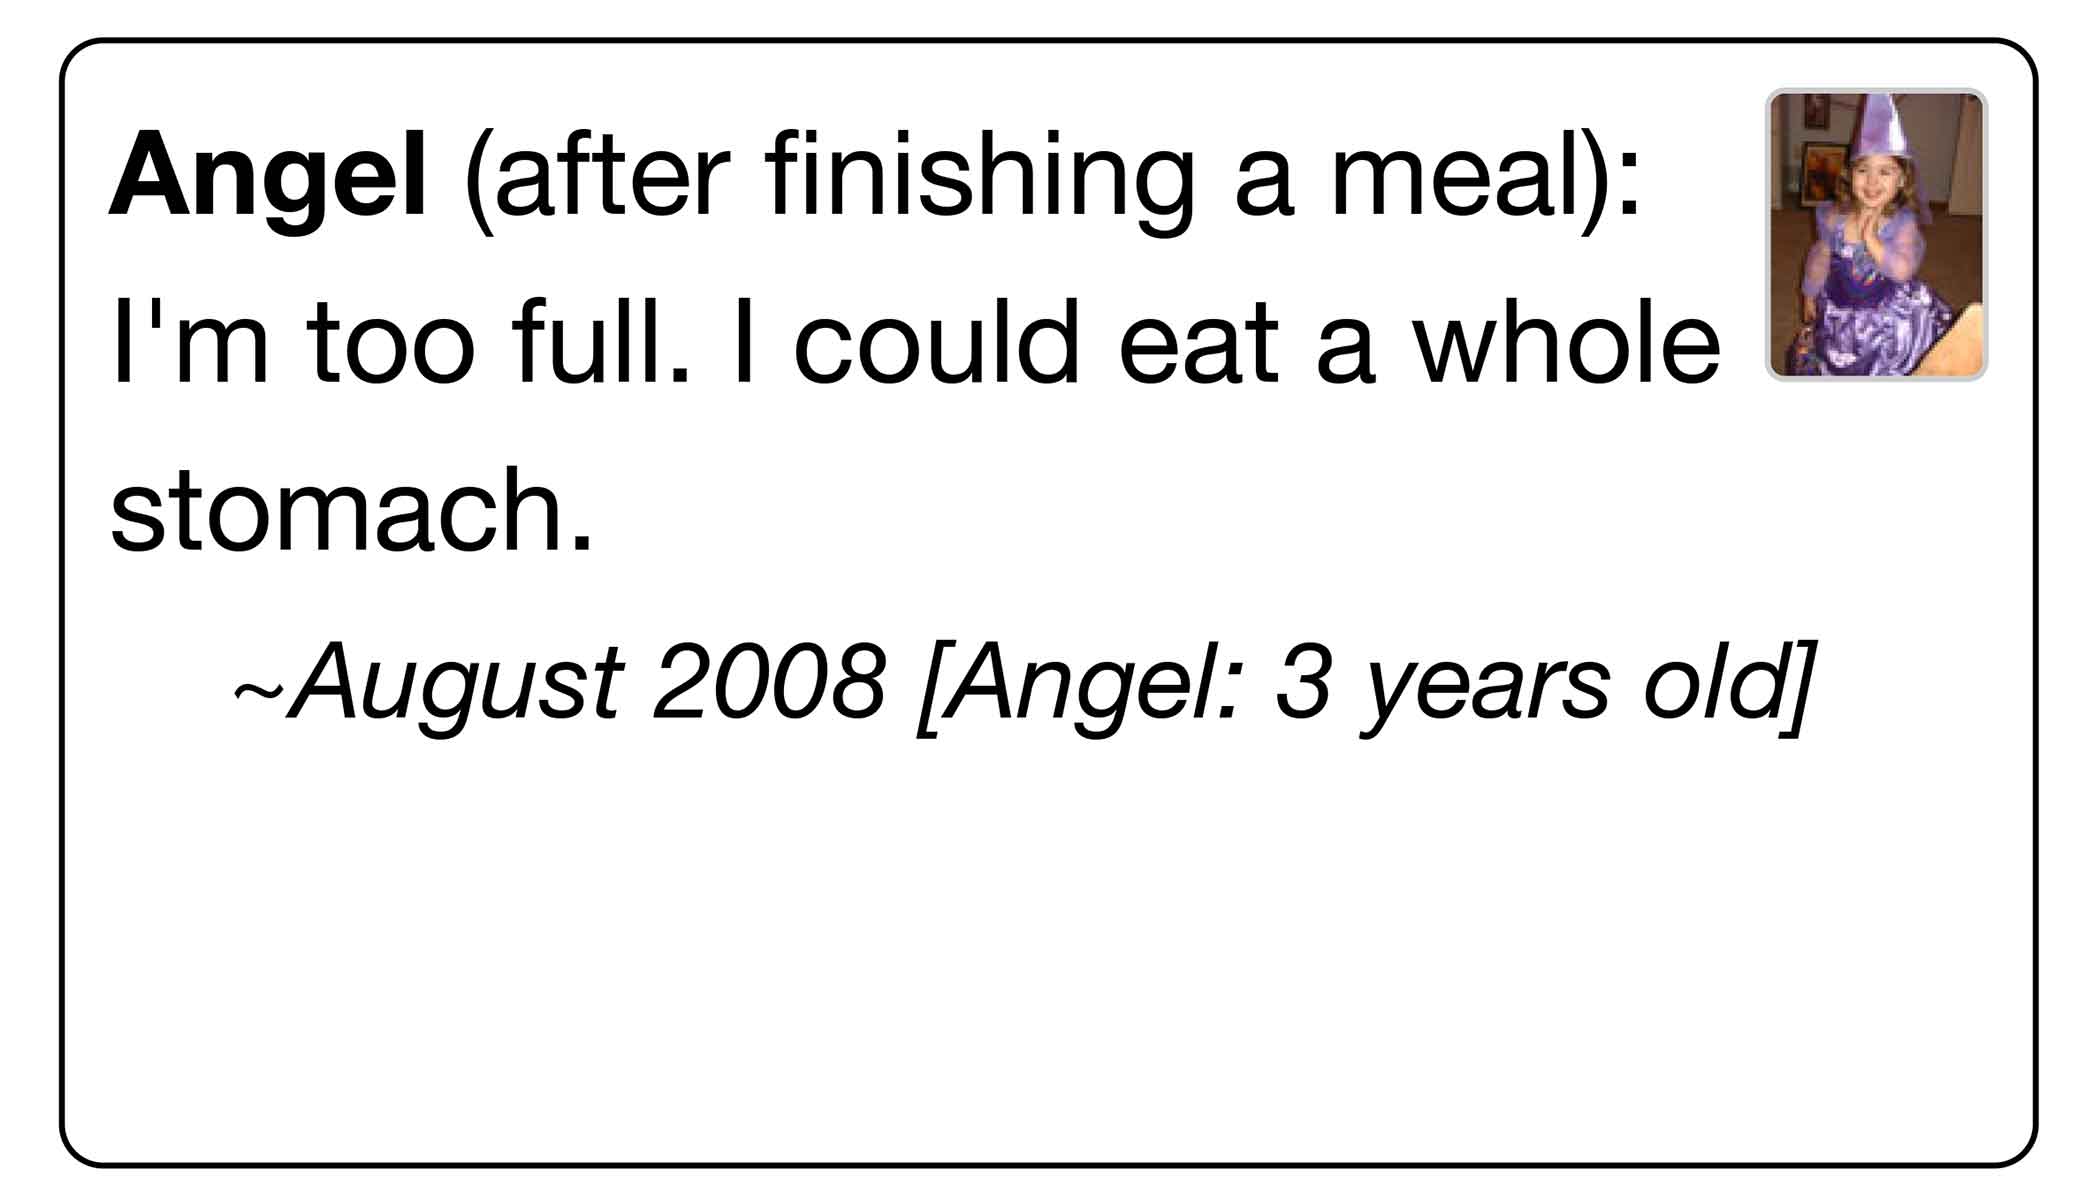 Angel (after finishing a meal):
I'm too full. I could eat a whole
stomach.
~August 2008 [Angel: 3 years old]